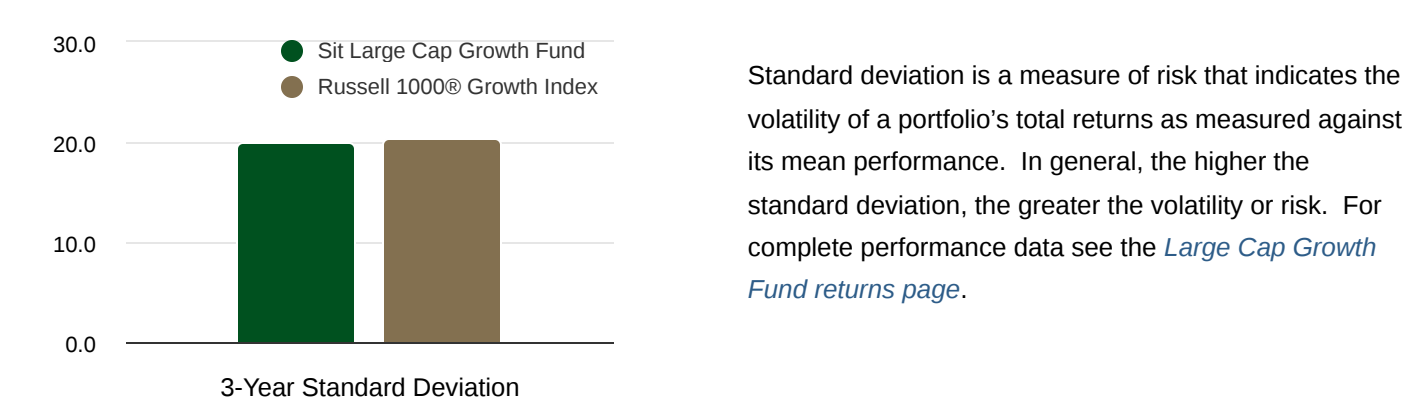 30.0
Sit Large Cap Growth Fund
Russell 1000® Growth Index
20.0
10.0
0.0
3-Year Standard Deviation
Standard deviation is a measure of risk that indicates the
volatility of a portfolio’s total returns as measured against
its mean performance.  In general, the higher the
standard deviation, the greater the volatility or risk.  For
complete performance data see the Large Cap Growth
Fund returns page.